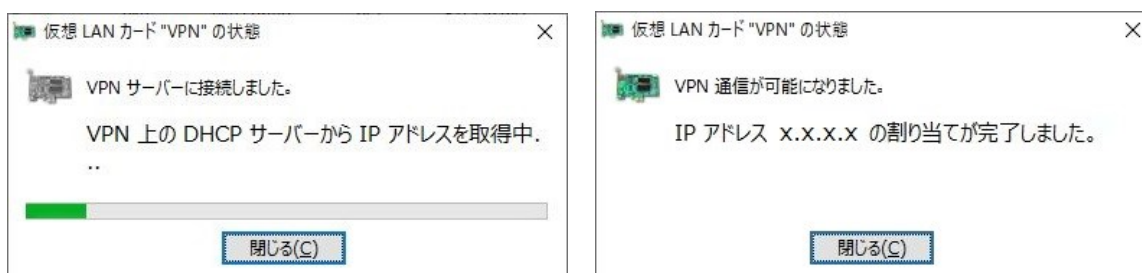 仮想 LAN カード "VPN" の状態
VPN サーバーに接続しました。
VPN 上の DHCP サーバーから IP アドレスを取得中.
..
閉じる(C)
仮想 LAN カード "VPN" の状態
VPN 通信が可能になりました。
IP アドレス x.x.x.x の割り当てが完了しました。
閉じる(C)